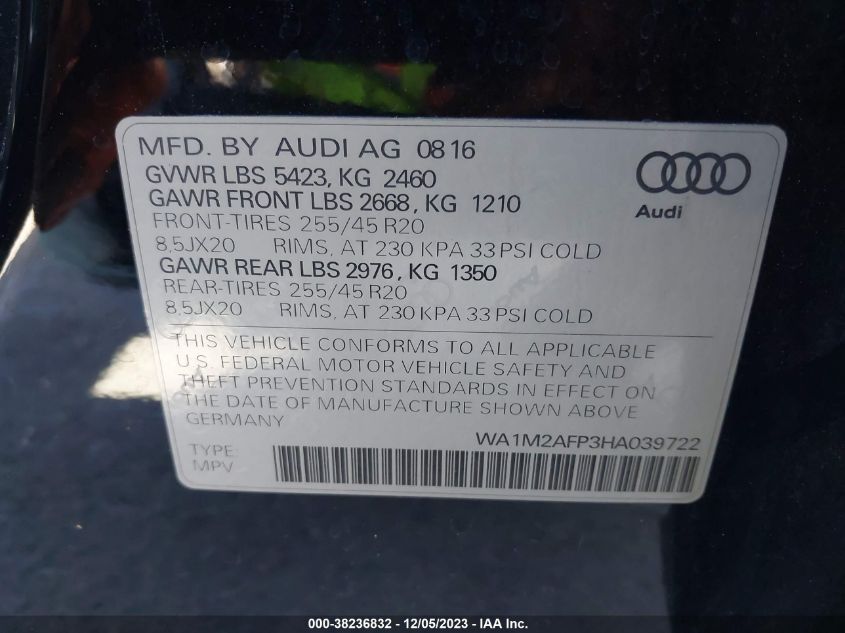 MFD. BY AUDI AG 0816
GVWR LBS 5423, KG 2460
GAWR FRONT LBS 2668, KG 1210
FRONT-TIRES 255/45 R20
8,5JX20 RIMS, AT 230 KPA 33 PSI COLD
GAWR REAR LBS 2976, KG 1350
REAR-TIRES 255/45 R20
8,5JX20 RIMS, AT 230 KPA 33 PSI COLD
Audi
THIS VEHICLE CONFORMS TO ALL APPLICABLE
U.S. FEDERAL MOTOR VEHICLE SAFETY AND
THEFT PREVENTION STANDARDS IN EFFECT ON
THE DATE OF MANUFACTURE SHOWN ABOVE
GERMANY
WA1M2AFP3HA039722
TYPE:
MPV
000-38236832 - 12/05/2023 - IAA Inc.